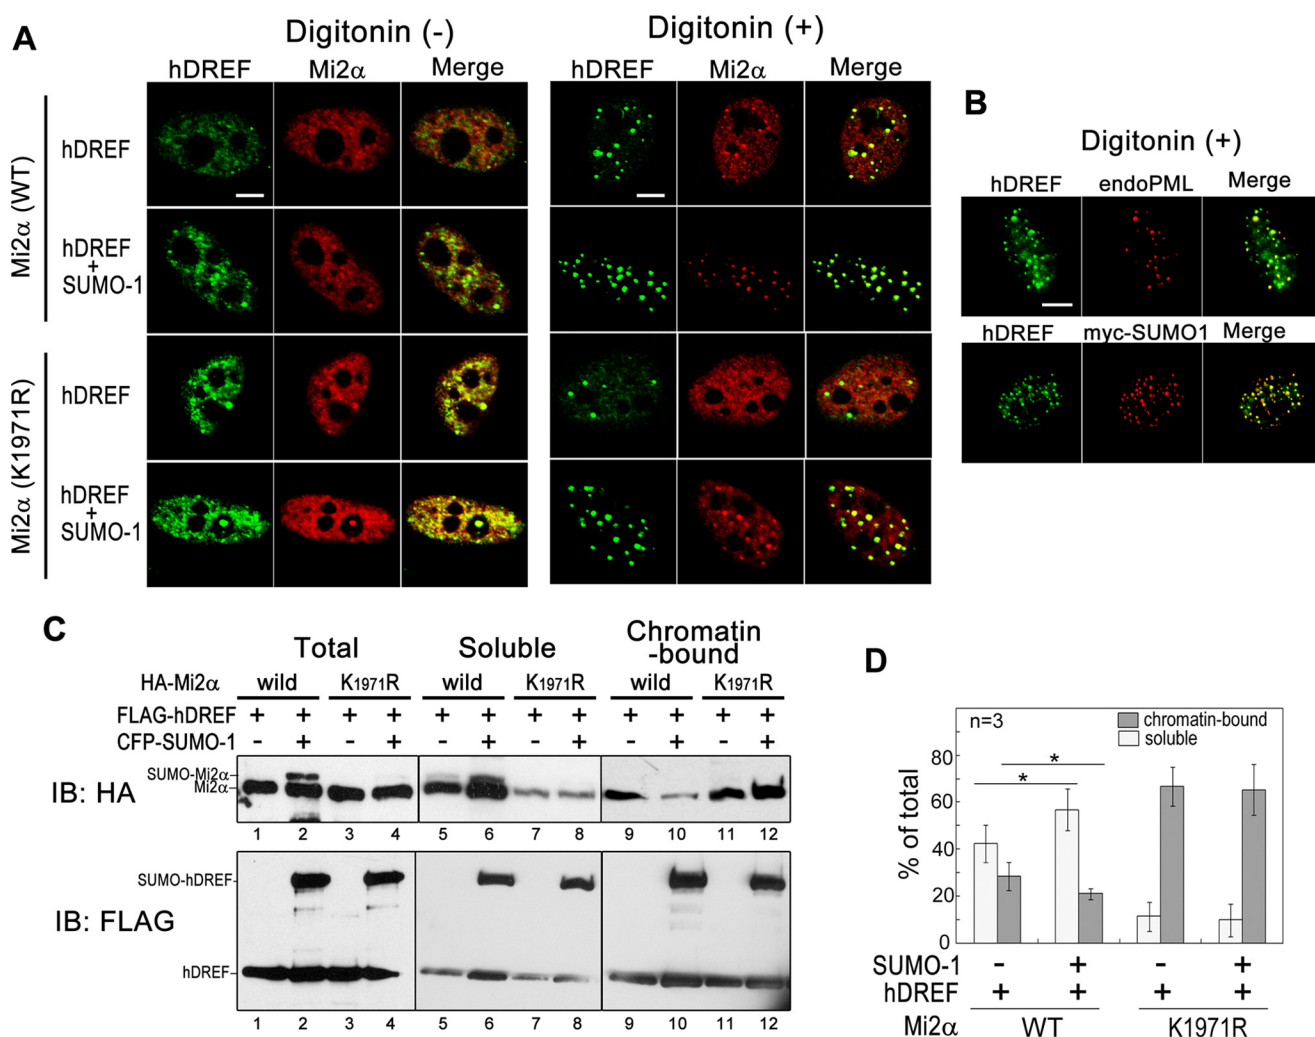 A
Digitonin (-)
Digitonin (+)
hDREF Mi2α Merge
hDREF Mi2α Merge
Mi2α (WT)
hDREF
hDREF
+
SUMO-1
Mi2α (K1971R)
hDREF
hDREF
+
SUMO-1
B
Digitonin (+)
hDREF endoPML Merge
hDREF myc-SUMO1 Merge
C
Total Soluble Chromatin
-bound
HA-Mi2α wild K1971R wild K1971R wild K1971R
FLAG-hDREF + + + + + + + + + + + +
CFP-SUMO-1 - + - + - + - + - + - +
IB: HA
SUMO-Mi2α-
Mi2α-
1 2 3 4 5 6 7 8 9 10 11 12
IB: FLAG
SUMO-hDREF-
hDREF-
1 2 3 4 5 6 7 8 9 10 11 12
D
n=3
chromatin-bound
soluble
* *
% of total
80
60
40
20
0
SUMO-1 - + - +
hDREF + + + +
Mi2α WT K1971R